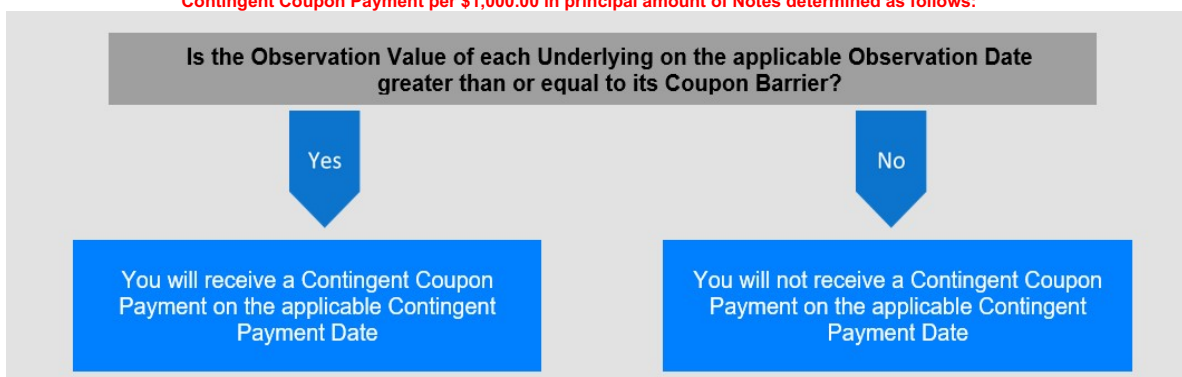 Contingent Coupon Payment per $1,000.00 in principal amount of Notes determined as follows:
Is the Observation Value of each Underlying on the applicable Observation Date
greater than or equal to its Coupon Barrier?
Yes
No
You will receive a Contingent Coupon
Payment on the applicable Contingent
Payment Date
You will not receive a Contingent Coupon
Payment on the applicable Contingent
Payment Date